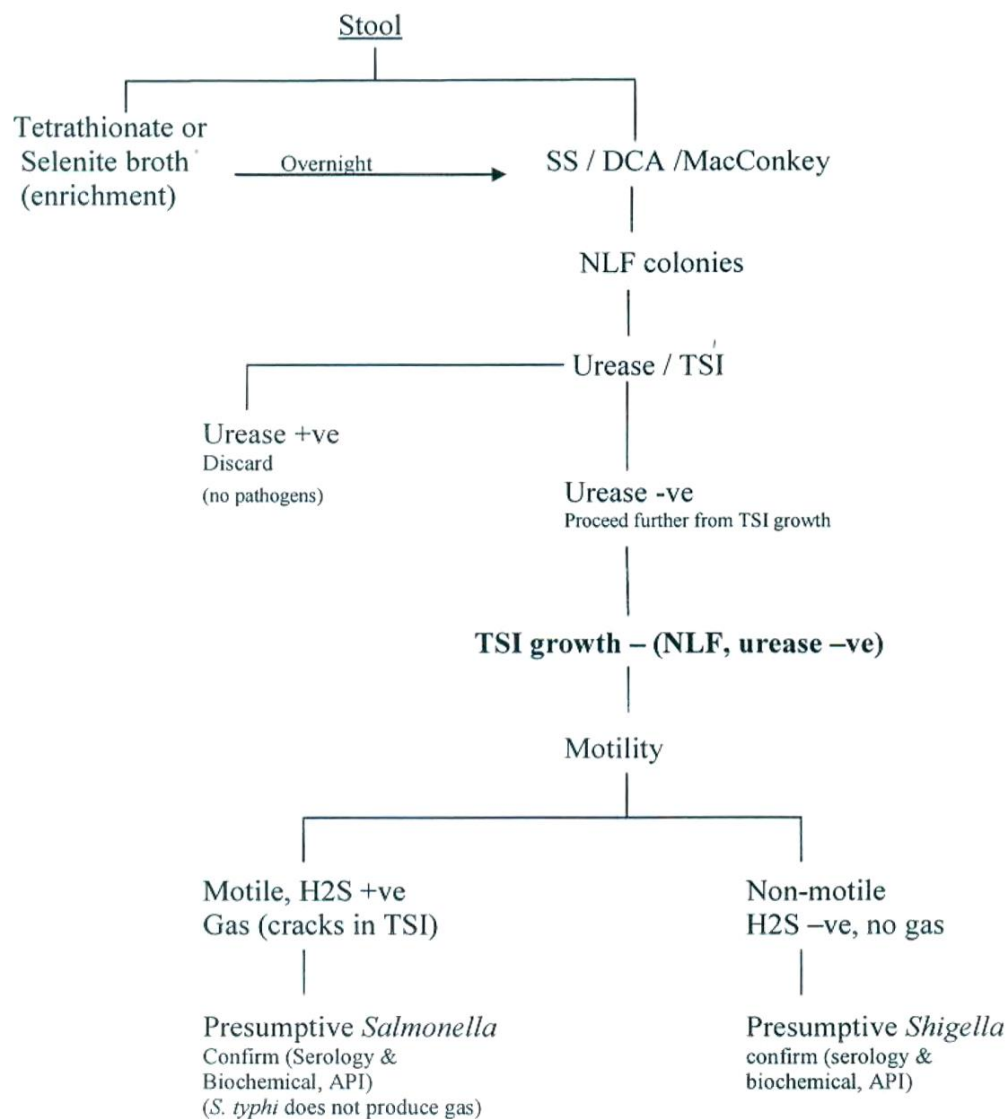 Stool
Tetrathionate or
Selenite broth
(enrichment)
Overnight
SS / DCA /MacConkey
NLF colonies
Urease / TSI
Urease +ve
Discard
(no pathogens)
Urease -ve
Proceed further from TSI growth
TSI growth – (NLF, urease –ve)
Motility
Motile, H2S +ve
Gas (cracks in TSI)
Non-motile
H2S –ve, no gas
Presumptive Salmonella
Confirm (Serology &
Biochemical, API)
(S. typhi does not produce gas)
Presumptive Shigella
confirm (serology &
biochemical, API)